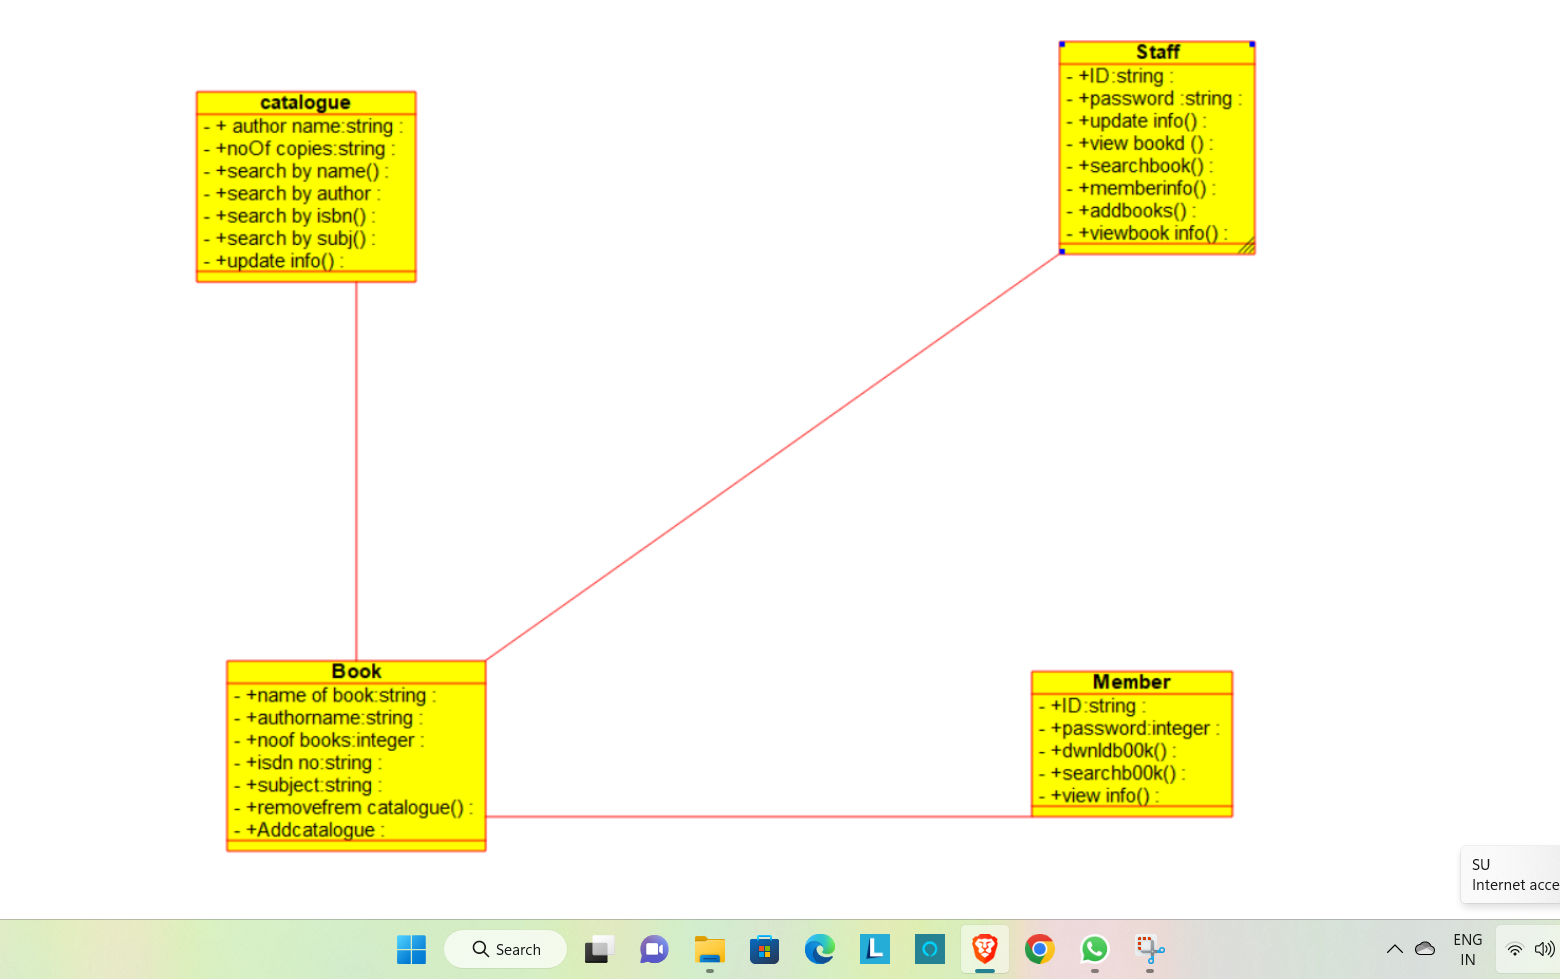 catalogue
- + author name:string :
- +noOf copies:string :
- +search by name() :
- +search by author :
- +search by isbn() :
- +search by subj() :
- +update info() :
Staff
- +ID:string :
- +password :string :
- +update info() :
- +view bookd () :
- +searchbook() :
- +memberinfo() :
- +addbooks() :
- +viewbook info() :
Book
- +name of book:string :
- +authorname:string :
- +noof books:integer :
- +isdn no:string :
- +subject:string :
- +removefrem catalogue() :
- +Addcatalogue :
Member
- +ID:string :
- +password:integer :
- +dwnldb00k() :
- +searchb00k() :
- +view info() :
SU
Internet acce
Search
L
ENG
IN